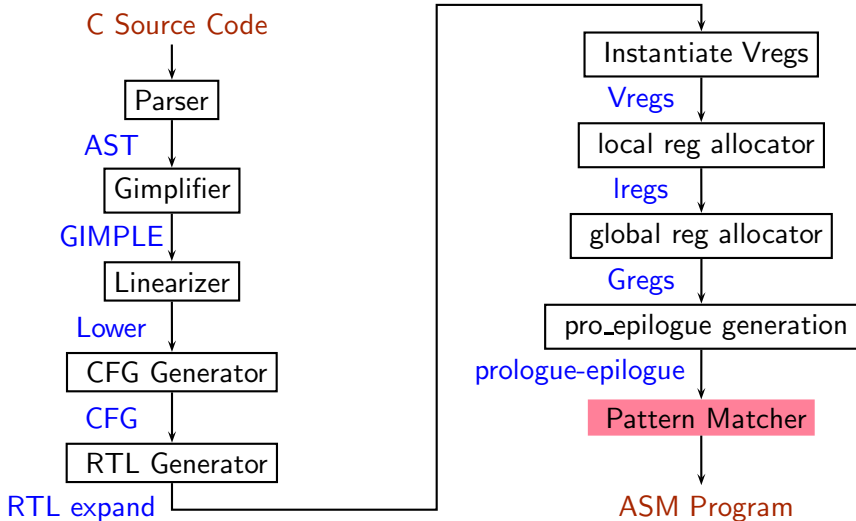 C Source Code
Parser
AST
Gimplifier
GIMPLE
Linearizer
Lower
CFG Generator
CFG
RTL Generator
RTL expand
Instantiate Vregs
Vregs
local reg allocator
lregs
global reg allocator
Gregs
pro_epilogue generation
prologue-epilogue
Pattern Matcher
ASM Program